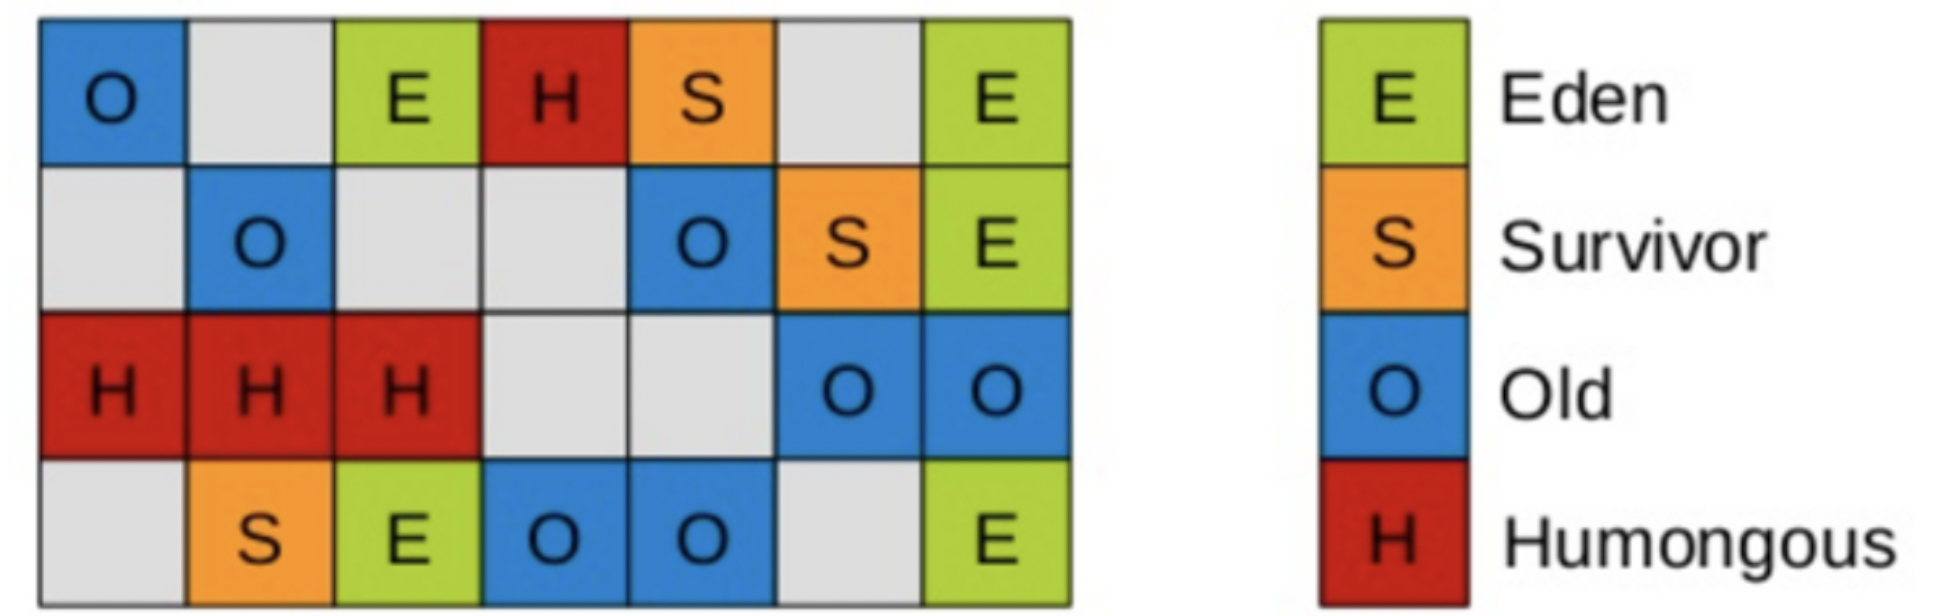 O E H S E
O O S E
H H H O O
S E O O E
E Eden
S Survivor
O Old
H Humongous